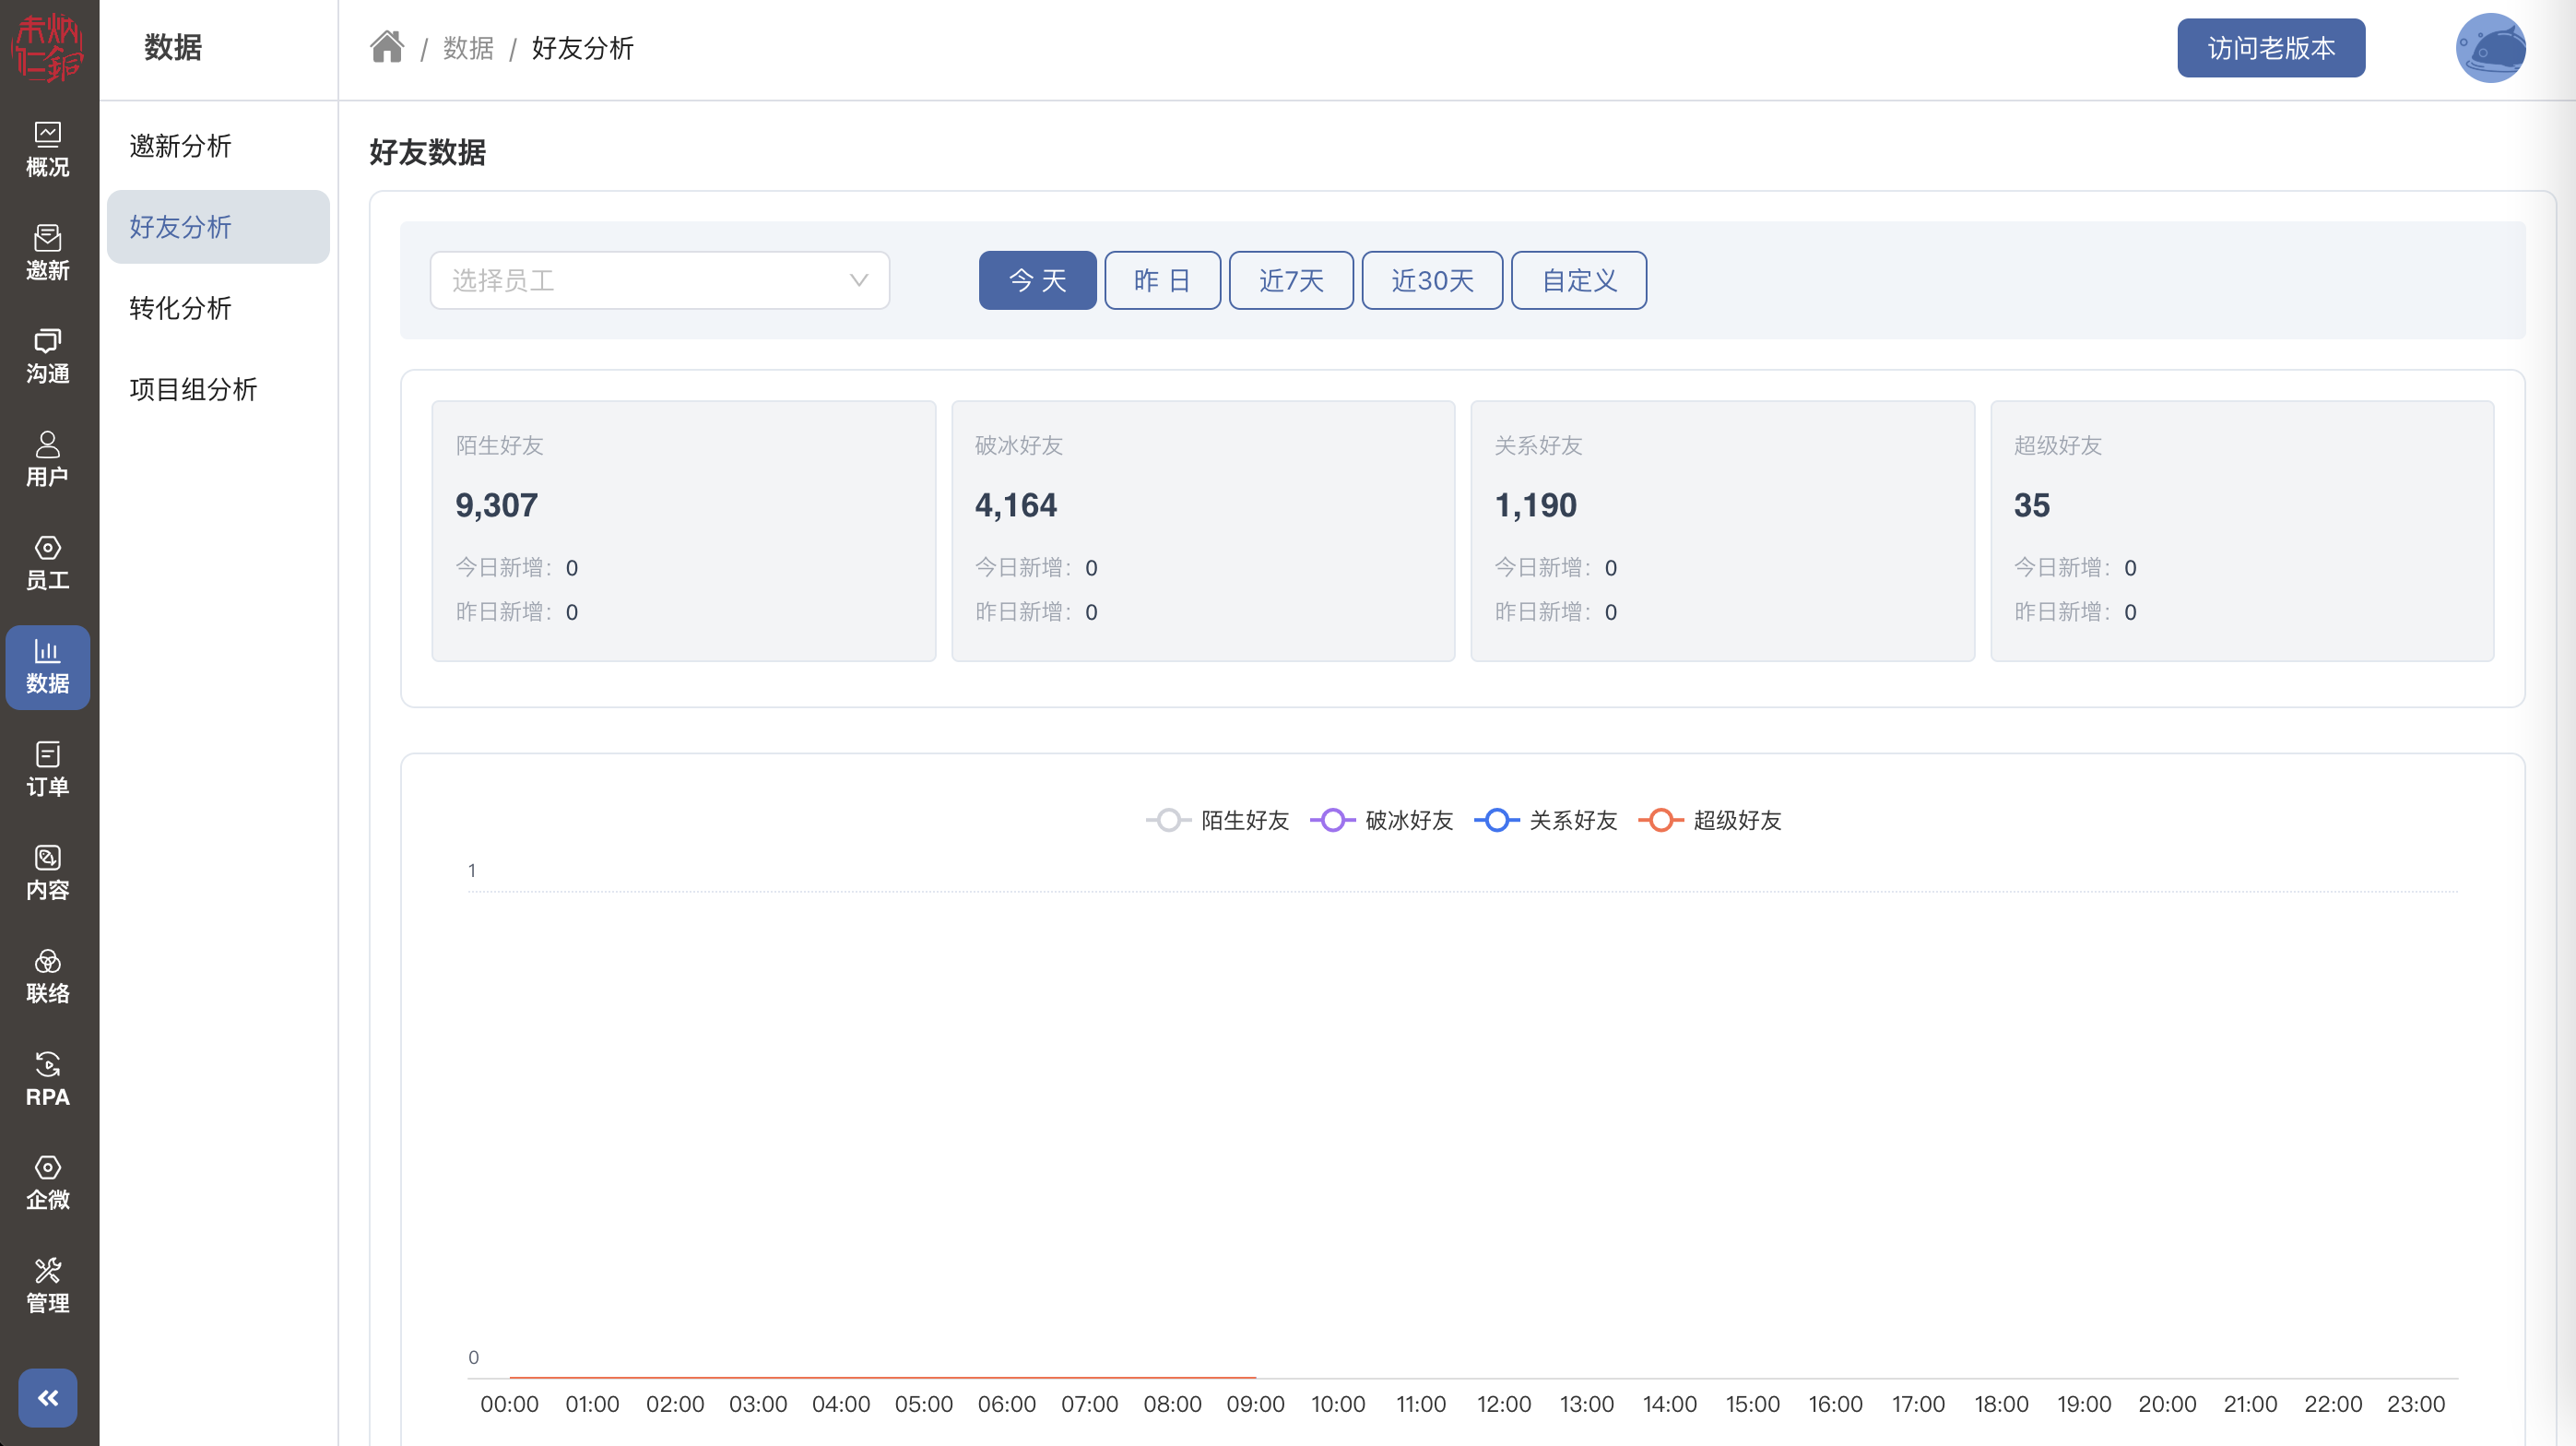 朱炳仁銅
概况
邀新
沟通
用户
员工
数据
订单
内容
联络
RPA
企微
管理
数据
邀新分析
好友分析
转化分析
项目组分析
/ 数据 / 好友分析
访问老版本
好友数据
选择员工
今天 昨日 近7天 近30天 自定义
陌生好友
9,307
今日新增: 0
昨日新增: 0
破冰好友
4,164
今日新增: 0
昨日新增: 0
关系好友
1,190
今日新增: 0
昨日新增: 0
超级好友
35
今日新增: 0
昨日新增: 0
陌生好友 破冰好友 关系好友 超级好友
1
0
00:00 01:00 02:00 03:00 04:00 05:00 06:00 07:00 08:00 09:00 10:00 11:00 12:00 13:00 14:00 15:00 16:00 17:00 18:00 19:00 20:00 21:00 22:00 23:00